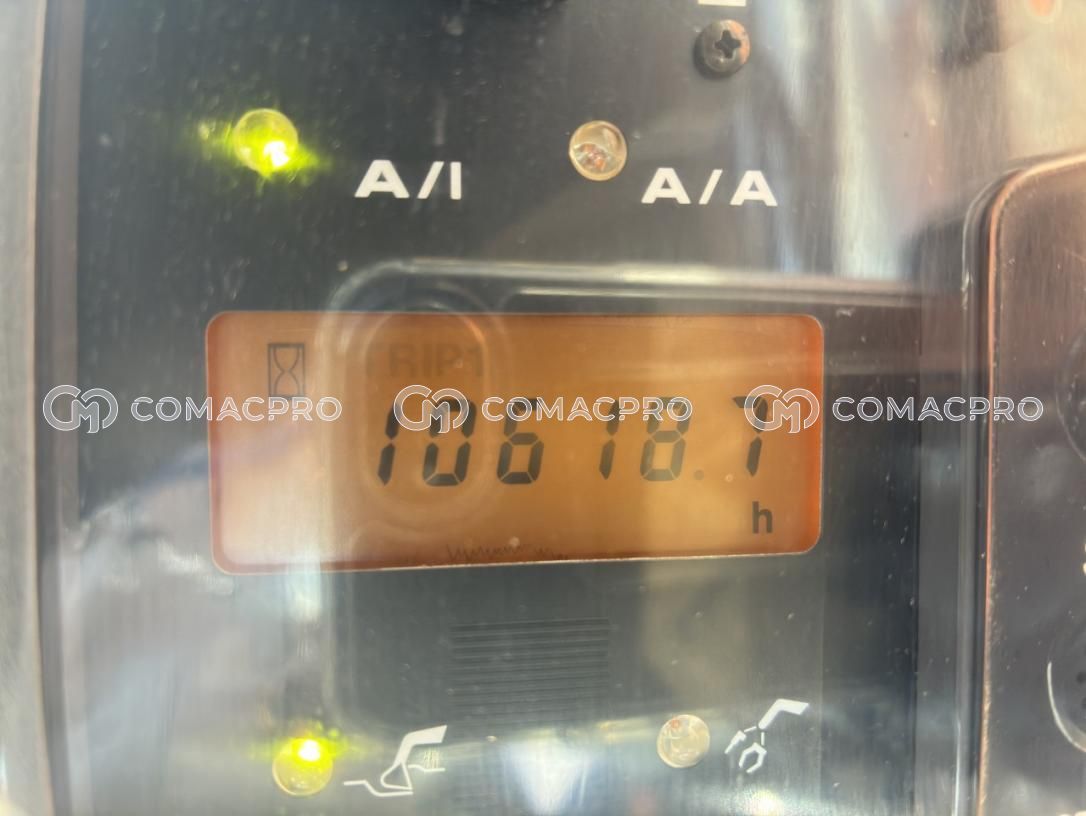 A/I
A/A
TRIP1
COMACPRO COMACPRO COMACPRO
10618.7
h